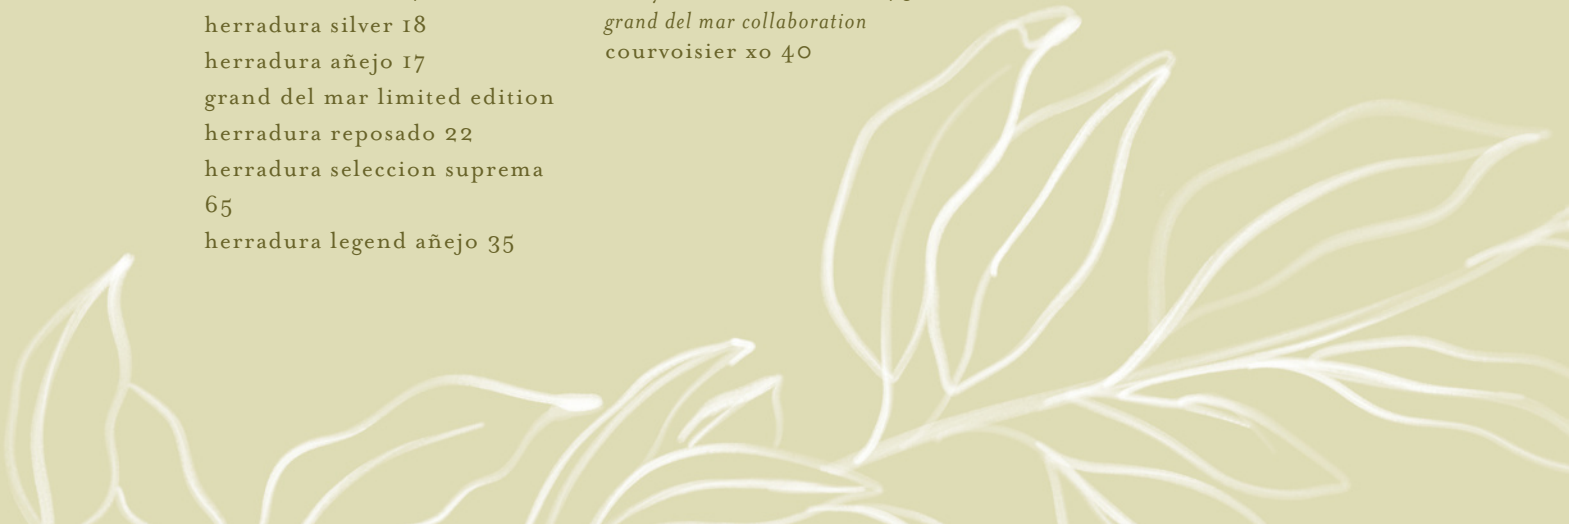 herradura silver 18
herradura añejo 17
grand del mar limited edition
herradura reposado 22
herradura seleccion suprema
65
herradura legend añejo 35
grand del mar collaboration
courvoisier xo 40